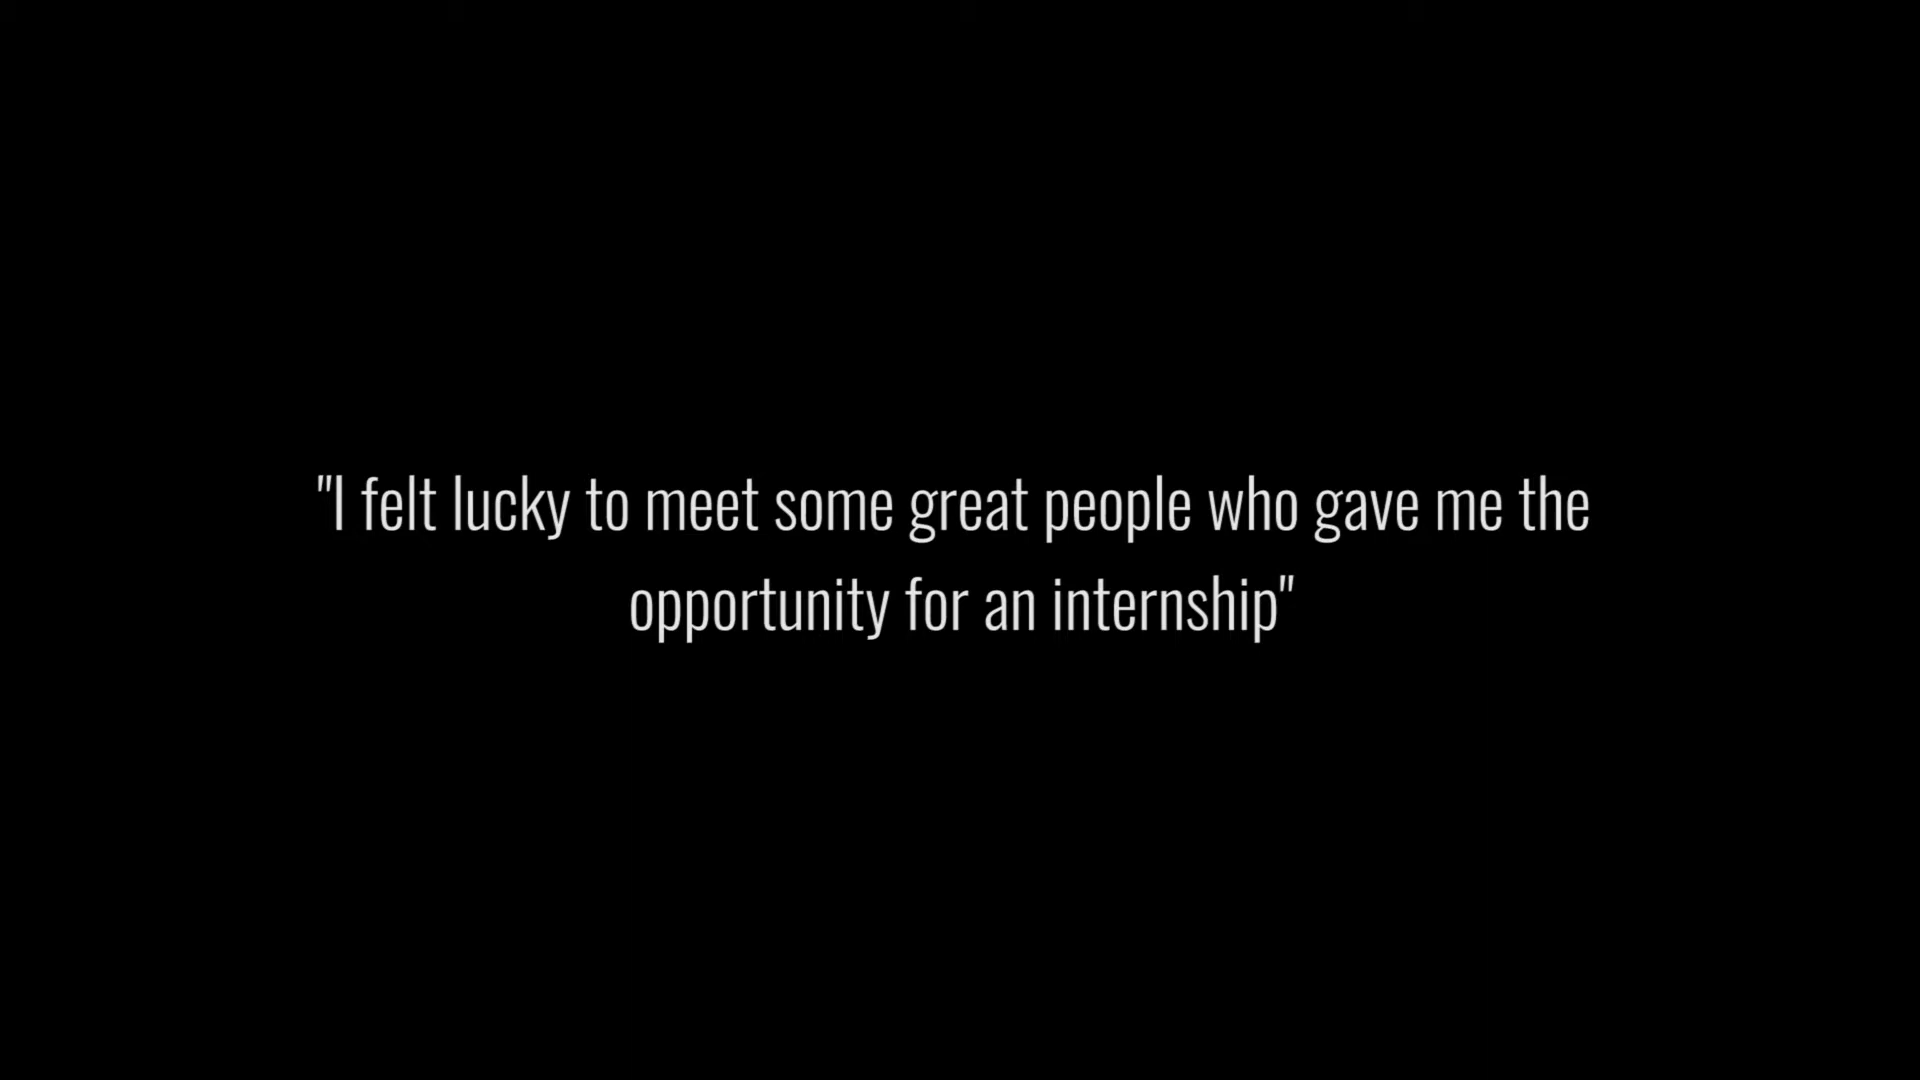 "I felt lucky to meet some great people who gave me the
opportunity for an internship"